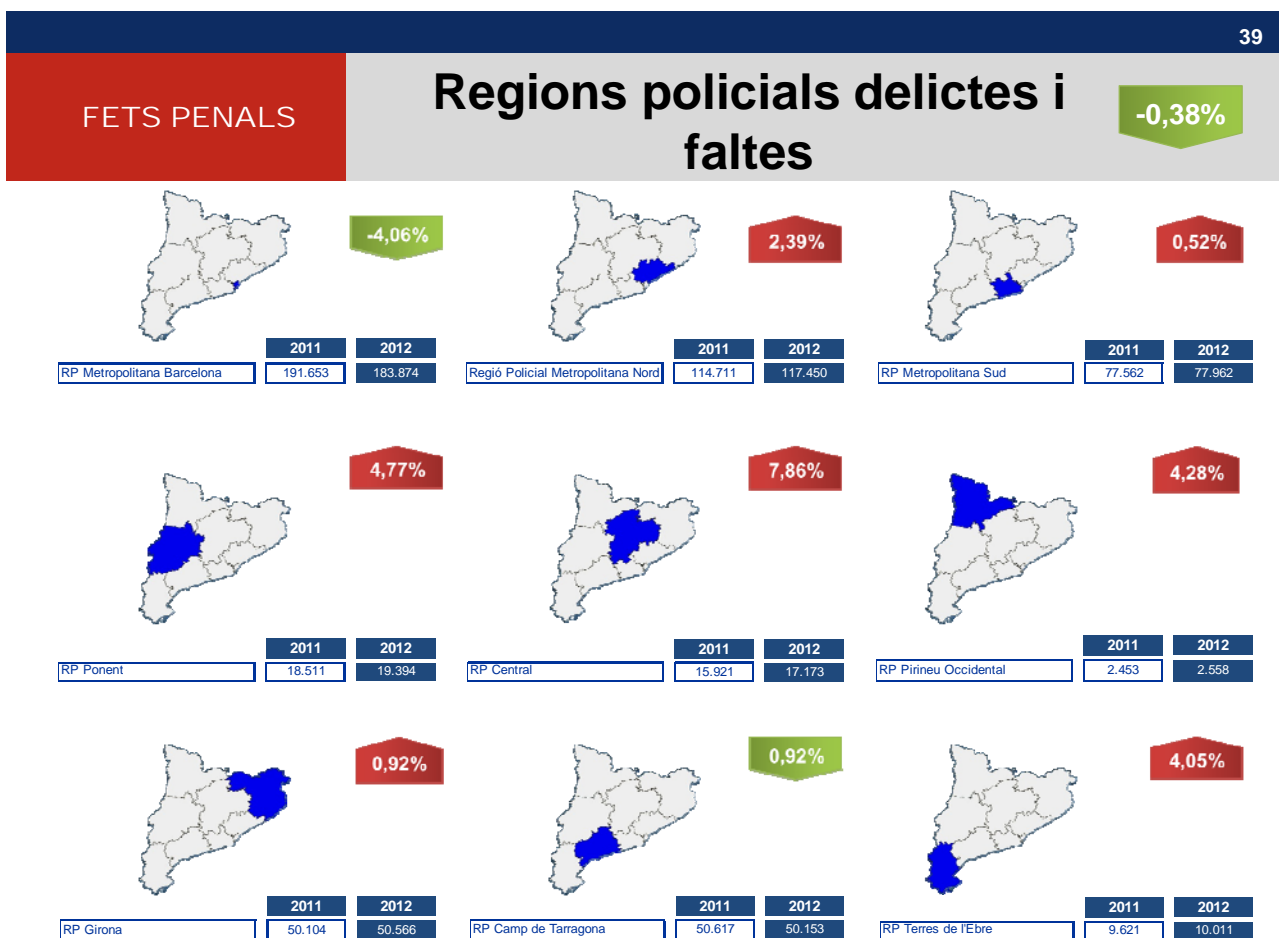 39
FETS PENALS
Regions policials delictes i
faltes
-0,38%
-4,06%
2011 2012
RP Metropolitana Barcelona 191.653 183.874
2,39%
2011 2012
Regió Policial Metropolitana Nord 114.711 117.450
0,52%
2011 2012
RP Metropolitana Sud 77.562 77.962
4,77%
2011 2012
RP Ponent 18.511 19.394
7,86%
2011 2012
RP Central 15.921 17.173
4,28%
2011 2012
RP Pirineu Occidental 2.453 2.558
0,92%
2011 2012
RP Girona 50.104 50.566
0,92%
2011 2012
RP Camp de Tarragona 50.617 50.153
4,05%
2011 2012
RP Terres de l'Ebre 9.621 10.011